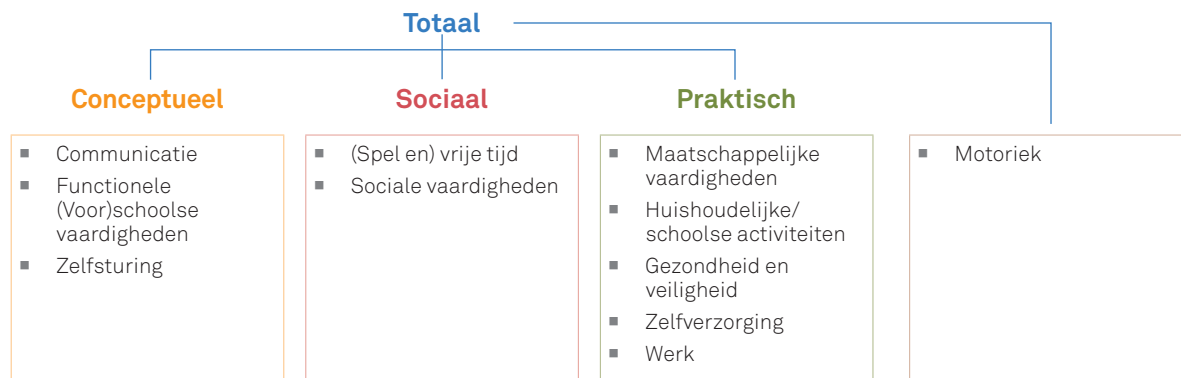 Totaal
Conceptueel
Sociaal
Praktisch
Communicatie
Functionele
(Voor)schoolse
vaardigheden
Zelfsturing
(Spel en) vrije tijd
Sociale vaardigheden
Maatschappelijke
vaardigheden
Huishoudelijke/
schoolse activiteiten
Gezondheid en
veiligheid
Zelfverzorging
Werk
Motoriek